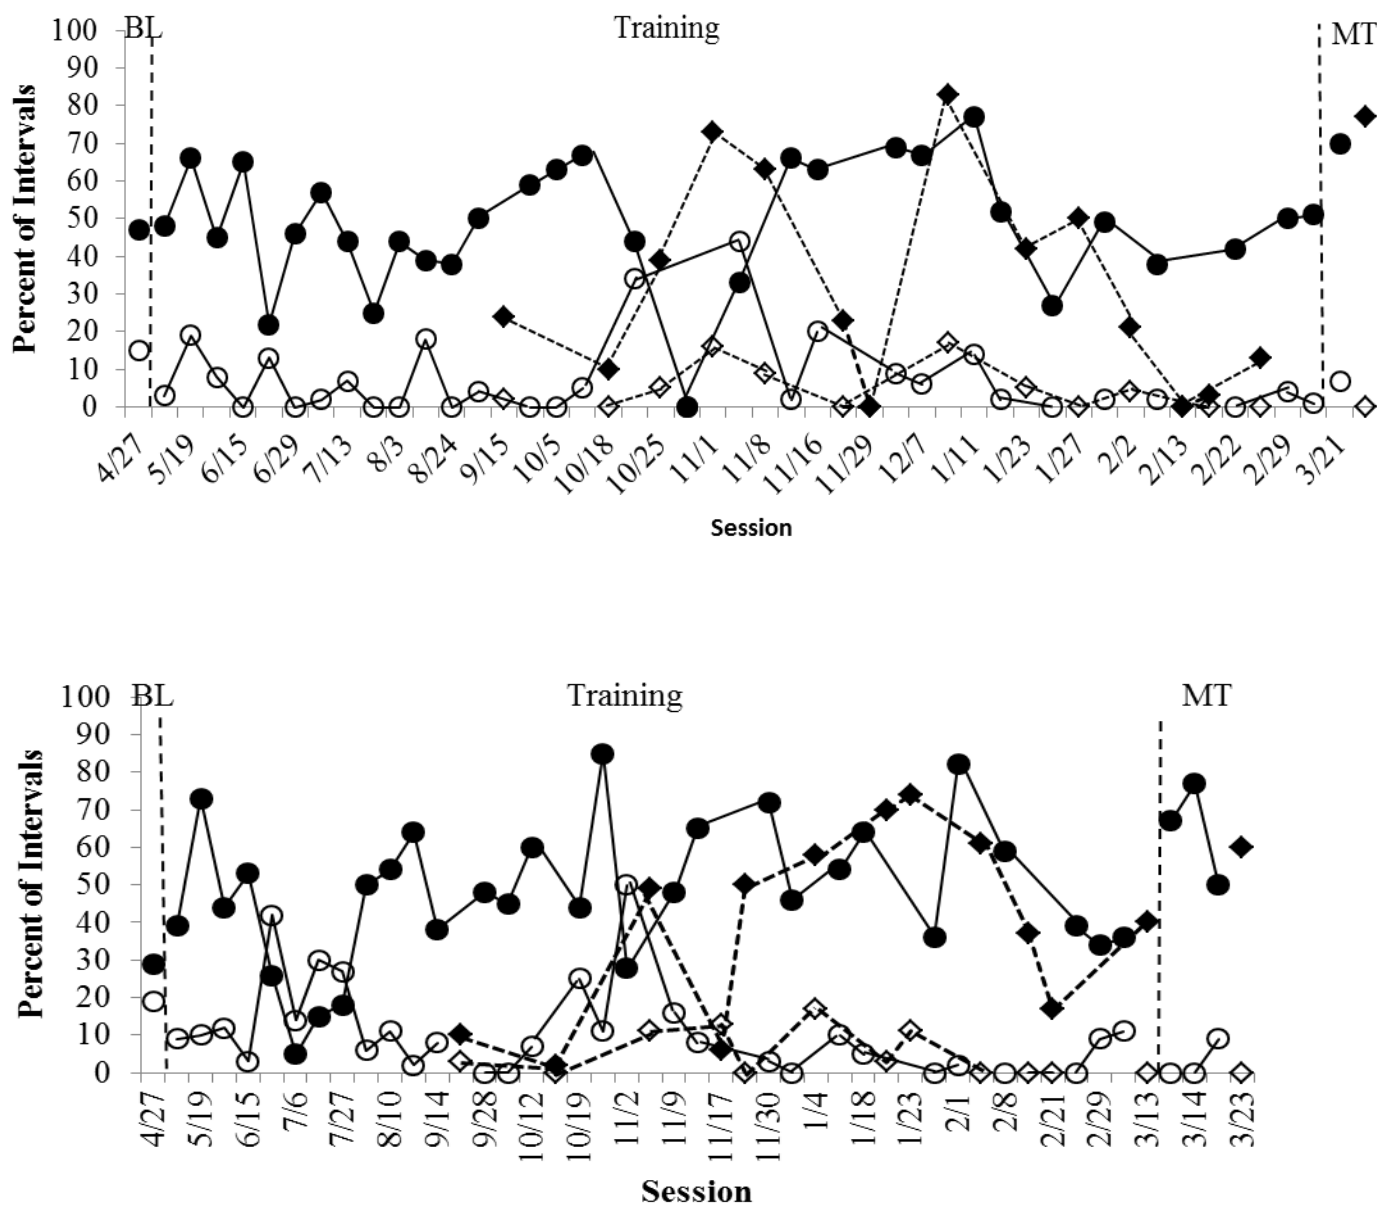 BL Training MT
100
90
80
70
60
50
40
30
20
10
0
Percent of Intervals
4/27 5/19 6/15 6/29 7/13 8/3 8/24 9/15 10/5 10/18 10/25 11/1 11/8 11/16 11/29 12/7 1/11 1/23 1/27 2/2 2/13 2/22 2/29 3/21
Session
BL Training MT
100
90
80
70
60
50
40
30
20
10
0
Percent of Intervals
4/27 5/19 6/15 7/6 7/27 8/10 9/14 9/28 10/12 10/19 11/2 11/9 11/17 11/30 1/4 1/18 1/23 2/1 2/8 2/21 2/29 3/13 3/14 3/23
Session